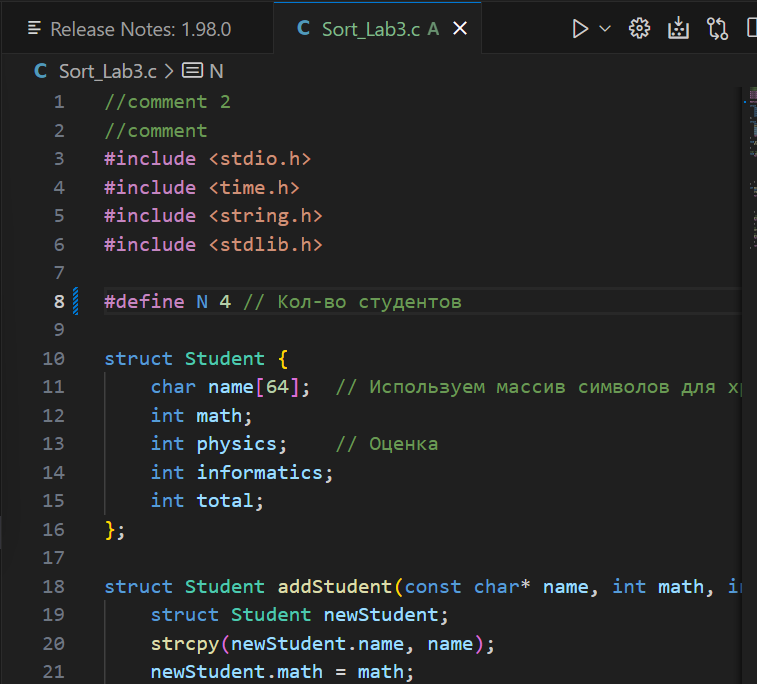 Release Notes: 1.98.0
C Sort_Lab3.c A
C Sort_Lab3.c > N
1 //comment 2
2 //comment
3 #include <stdio.h>
4 #include <time.h>
5 #include <string.h>
6 #include <stdlib.h>
7
8 #define N 4 // Кол-во студентов
9
10 struct Student {
11 char name[64]; // Используем массив символов для
12 int math;
13 int physics; // Оценка
14 int informatics;
15 int total;
16 };
17
18 struct Student addStudent(const char* name, int math,
19 struct Student newStudent;
20 strcpy(newStudent.name, name);
21 newStudent.math = math;